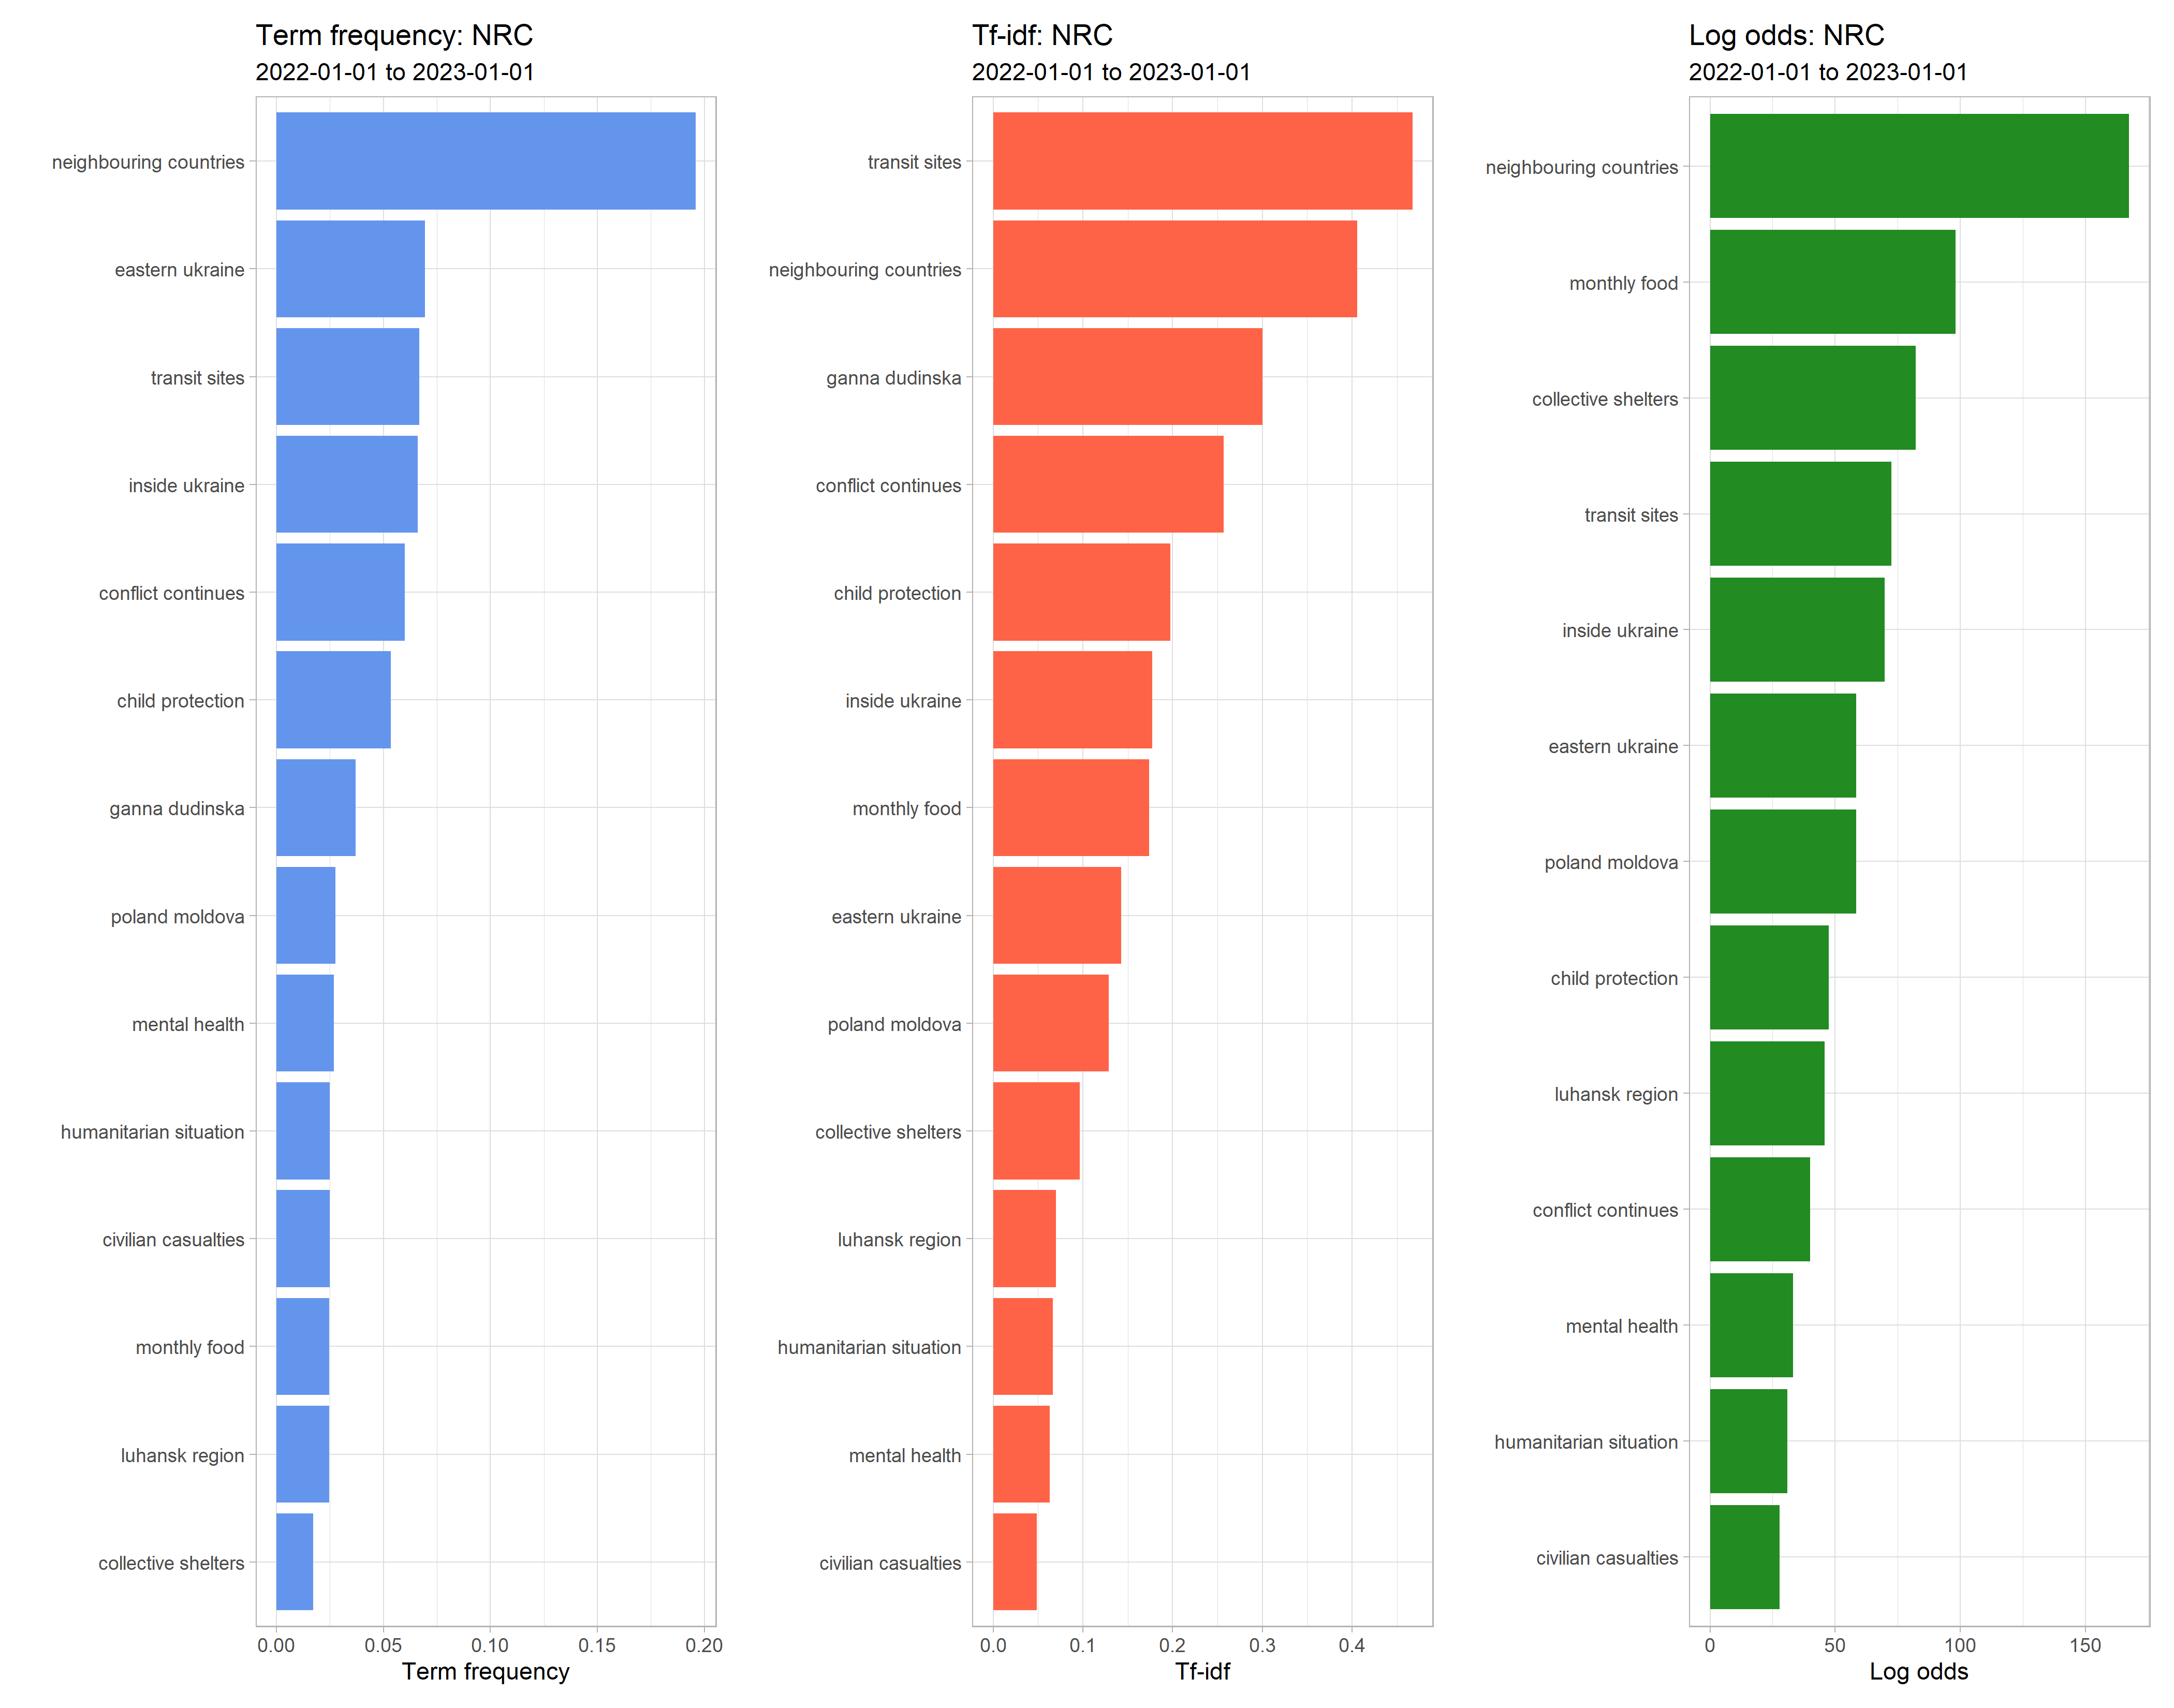 Term frequency: NRC
2022-01-01 to 2023-01-01
neighbouring countries
eastern ukraine
transit sites
inside ukraine
conflict continues
child protection
ganna dudinska
poland moldova
mental health
humanitarian situation
civilian casualties
monthly food
luhansk region
collective shelters
0.00 0.05 0.10 0.15 0.20
Term frequency
Tf-idf: NRC
2022-01-01 to 2023-01-01
transit sites
neighbouring countries
ganna dudinska
conflict continues
child protection
inside ukraine
monthly food
eastern ukraine
poland moldova
collective shelters
luhansk region
humanitarian situation
mental health
civilian casualties
0.0 0.1 0.2 0.3 0.4
Tf-idf
Log odds: NRC
2022-01-01 to 2023-01-01
neighbouring countries
monthly food
collective shelters
transit sites
inside ukraine
eastern ukraine
poland moldova
child protection
luhansk region
conflict continues
mental health
humanitarian situation
civilian casualties
0 50 100 150
Log odds